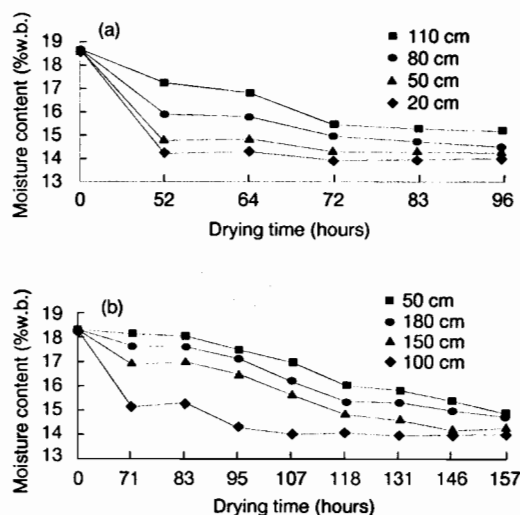 (a)
110 cm
80 cm
50 cm
20 cm
Moisture content (%w.b.)
19
18
17
16
15
14
13
0 52 64 72 83 96
Drying time (hours)
(b)
50 cm
180 cm
150 cm
100 cm
Moisture content (%w.b.)
19
18
17
16
15
14
13
0 71 83 95 107 118 131 146 157
Drying time (hours)